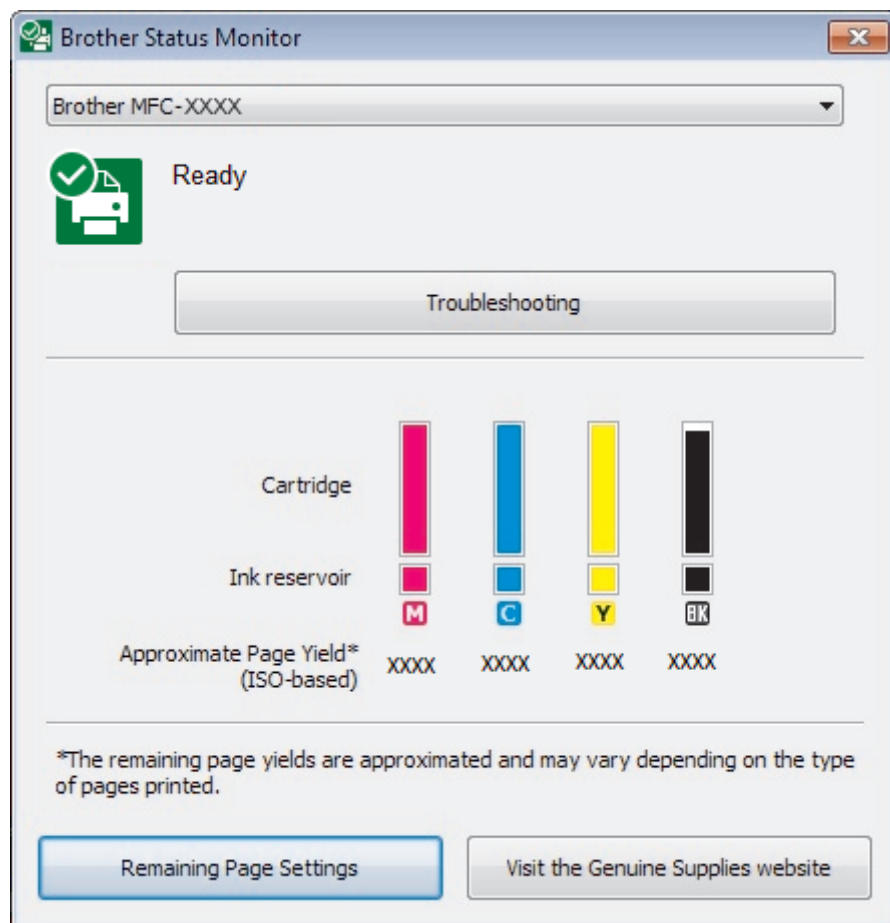 Brother Status Monitor
Brother MFC-XXXX
Ready
Troubleshooting
Cartridge
Ink reservoir
M C Y BK
Approximate Page Yield*
(ISO-based)
XXXX XXXX XXXX XXXX
*The remaining page yields are approximated and may vary depending on the type
of pages printed.
Remaining Page Settings
Visit the Genuine Supplies website